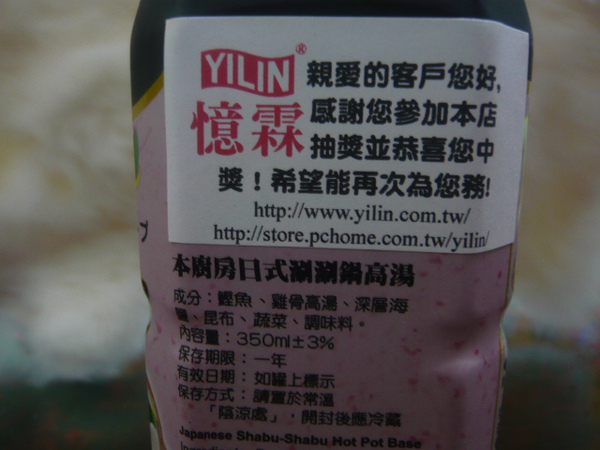 YILIN®
憶霖
親愛的客戶您好,
感謝您參加本店
抽獎並恭喜您中
獎！希望能再次為您務!
http://www.yilin.com.tw/
http://store.pchome.com.tw/yilin/
ープ
本廚房日式涮涮鍋高湯
成分：鰹魚、雞骨高湯、深層海
鹽、昆布、蔬菜、調味料。
內容量：350ml±3%
保存期限：一年
有效日期：如罐上標示
保存方式：請置於常溫
「陰涼處」，開封後應冷藏
Japanese Shabu-Shabu Hot Pot Base